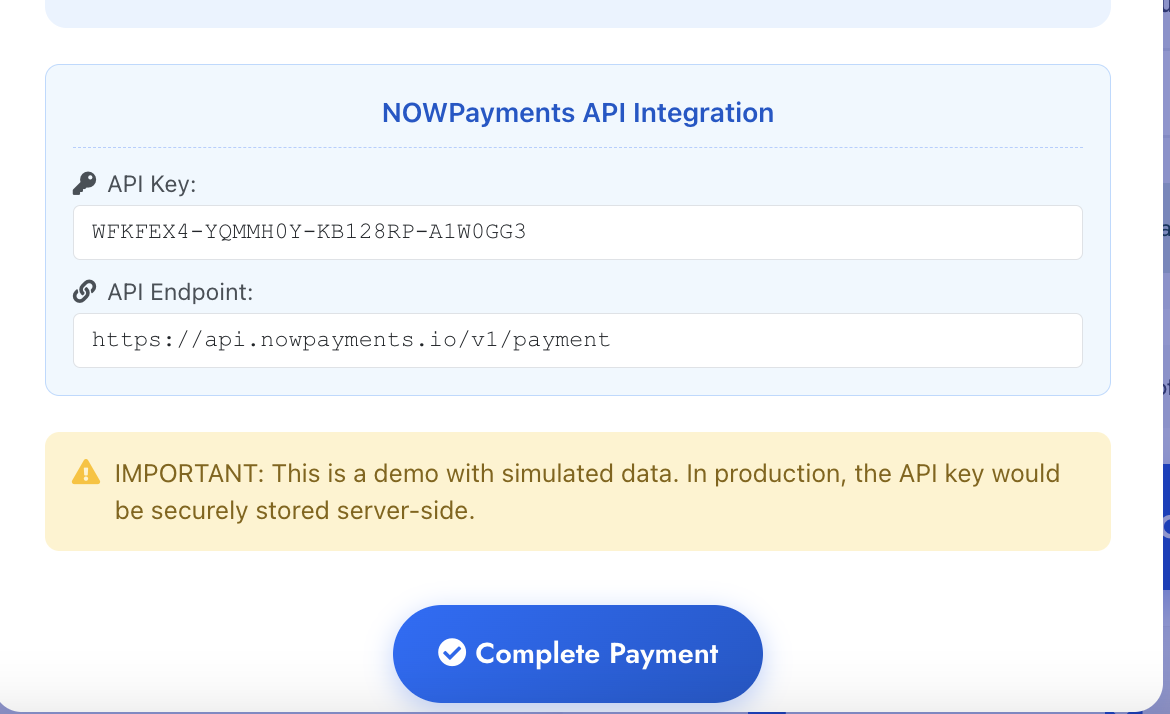 NOWPayments API Integration
API Key:
WFKFEX4-YQMMH0Y-KB128RP-A1W0GG3
API Endpoint:
https://api.nowpayments.io/v1/payment
IMPORTANT: This is a demo with simulated data. In production, the API key would
be securely stored server-side.
Complete Payment